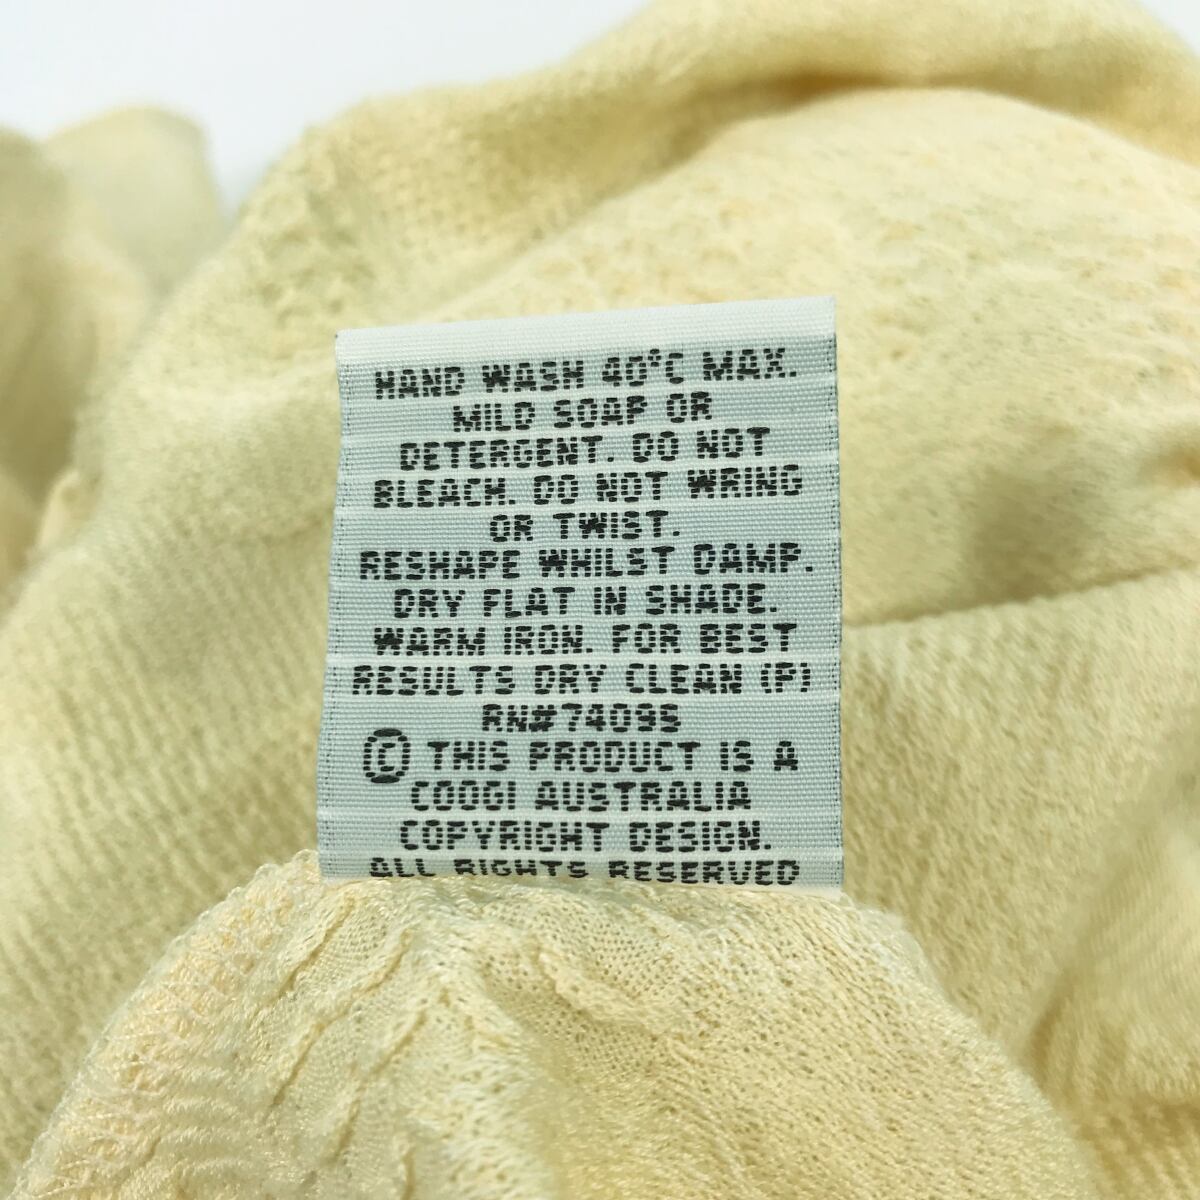 HAND WASH 40°C MAX.
MILD SOAP OR
DETERGENT. DO NOT
BLEACH. DO NOT WRING
OR TWIST.
RESHAPE WHILST DAMP.
DRY FLAT IN SHADE.
WARM IRON. FOR BEST
RESULTS DRY CLEAN (P)
RN#74099
© THIS PRODUCT IS A
COOGI AUSTRALIA
COPYRIGHT DESIGN.
ALL RIGHTS RESERVED